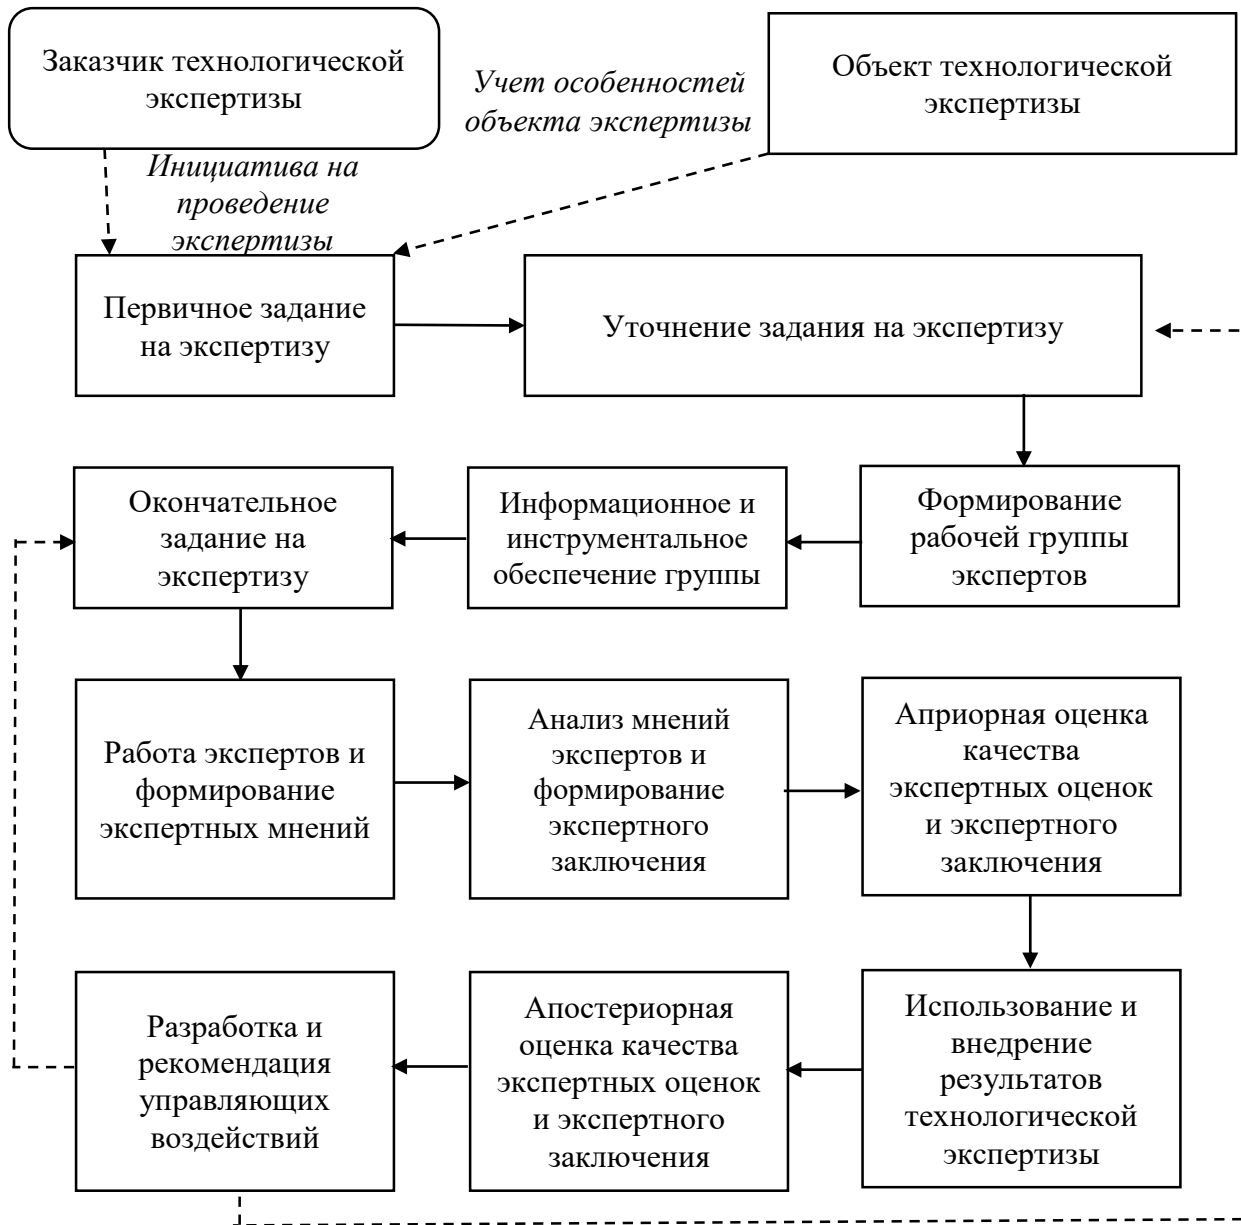 Заказчик технологической
экспертизы
Учет особенностей
объекта экспертизы
Объект технологической
экспертизы
Инициатива на
проведение
экспертизы
Первичное задание
на экспертизу
Уточнение задания на экспертизу
Окончательное
задание на
экспертизу
Информационное и
инструментальное
обеспечение группы
Формирование
рабочей группы
экспертов
Работа экспертов и
формирование
экспертных мнений
Анализ мнений
экспертов и
формирование
экспертного
заключения
Априорная оценка
качества
экспертных оценок
и экспертного
заключения
Разработка и
рекомендация
управляющих
воздействий
Апостериорная
оценка качества
экспертных оценок
и экспертного
заключения
Использование и
внедрение
результатов
технологической
экспертизы